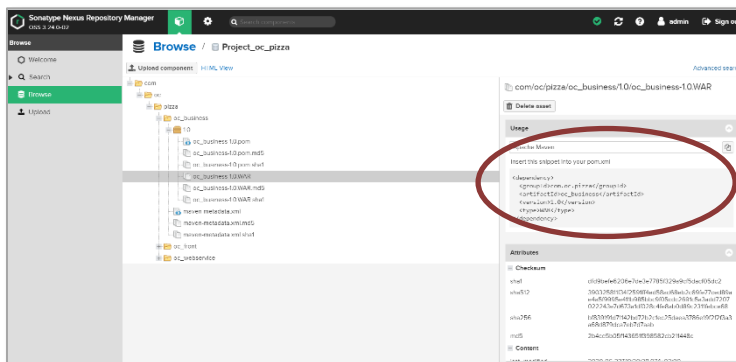 Sonatype Nexus Repository Manager
OSS 3.24.0-02
Search components
admin
Sign ou
Browse
Welcome
Search
Browse
Upload
Browse / Project_oc_pizza
Upload component
HTML View
Advanced sear
com
oc
pizza
oc_business
1.0
oc_business-1.0.pom
oc_business-1.0.pom.md5
oc_business-1.0.pom.sha1
oc_business-1.0.WAR
oc_business-1.0.WAR.md5
oc_business-1.0.WAR.sha1
maven-metadata.xml
maven-metadata.xml.md5
maven-metadata.xml.sha1
oc_front
oc_webservice
com/oc/pizza/oc_business/1.0/oc_business-1.0.WAR
Delete asset
Usage
Maven
Insert this snippet into your pom.xml
<dependency>
<groupId>com.oc.pizza</groupId>
<artifactId>oc_business</artifactId>
<version>1.0</version>
<type>WAR</type>
</dependency>
Attributes
Checksum
sha1
sha512
sha256
md5
Content